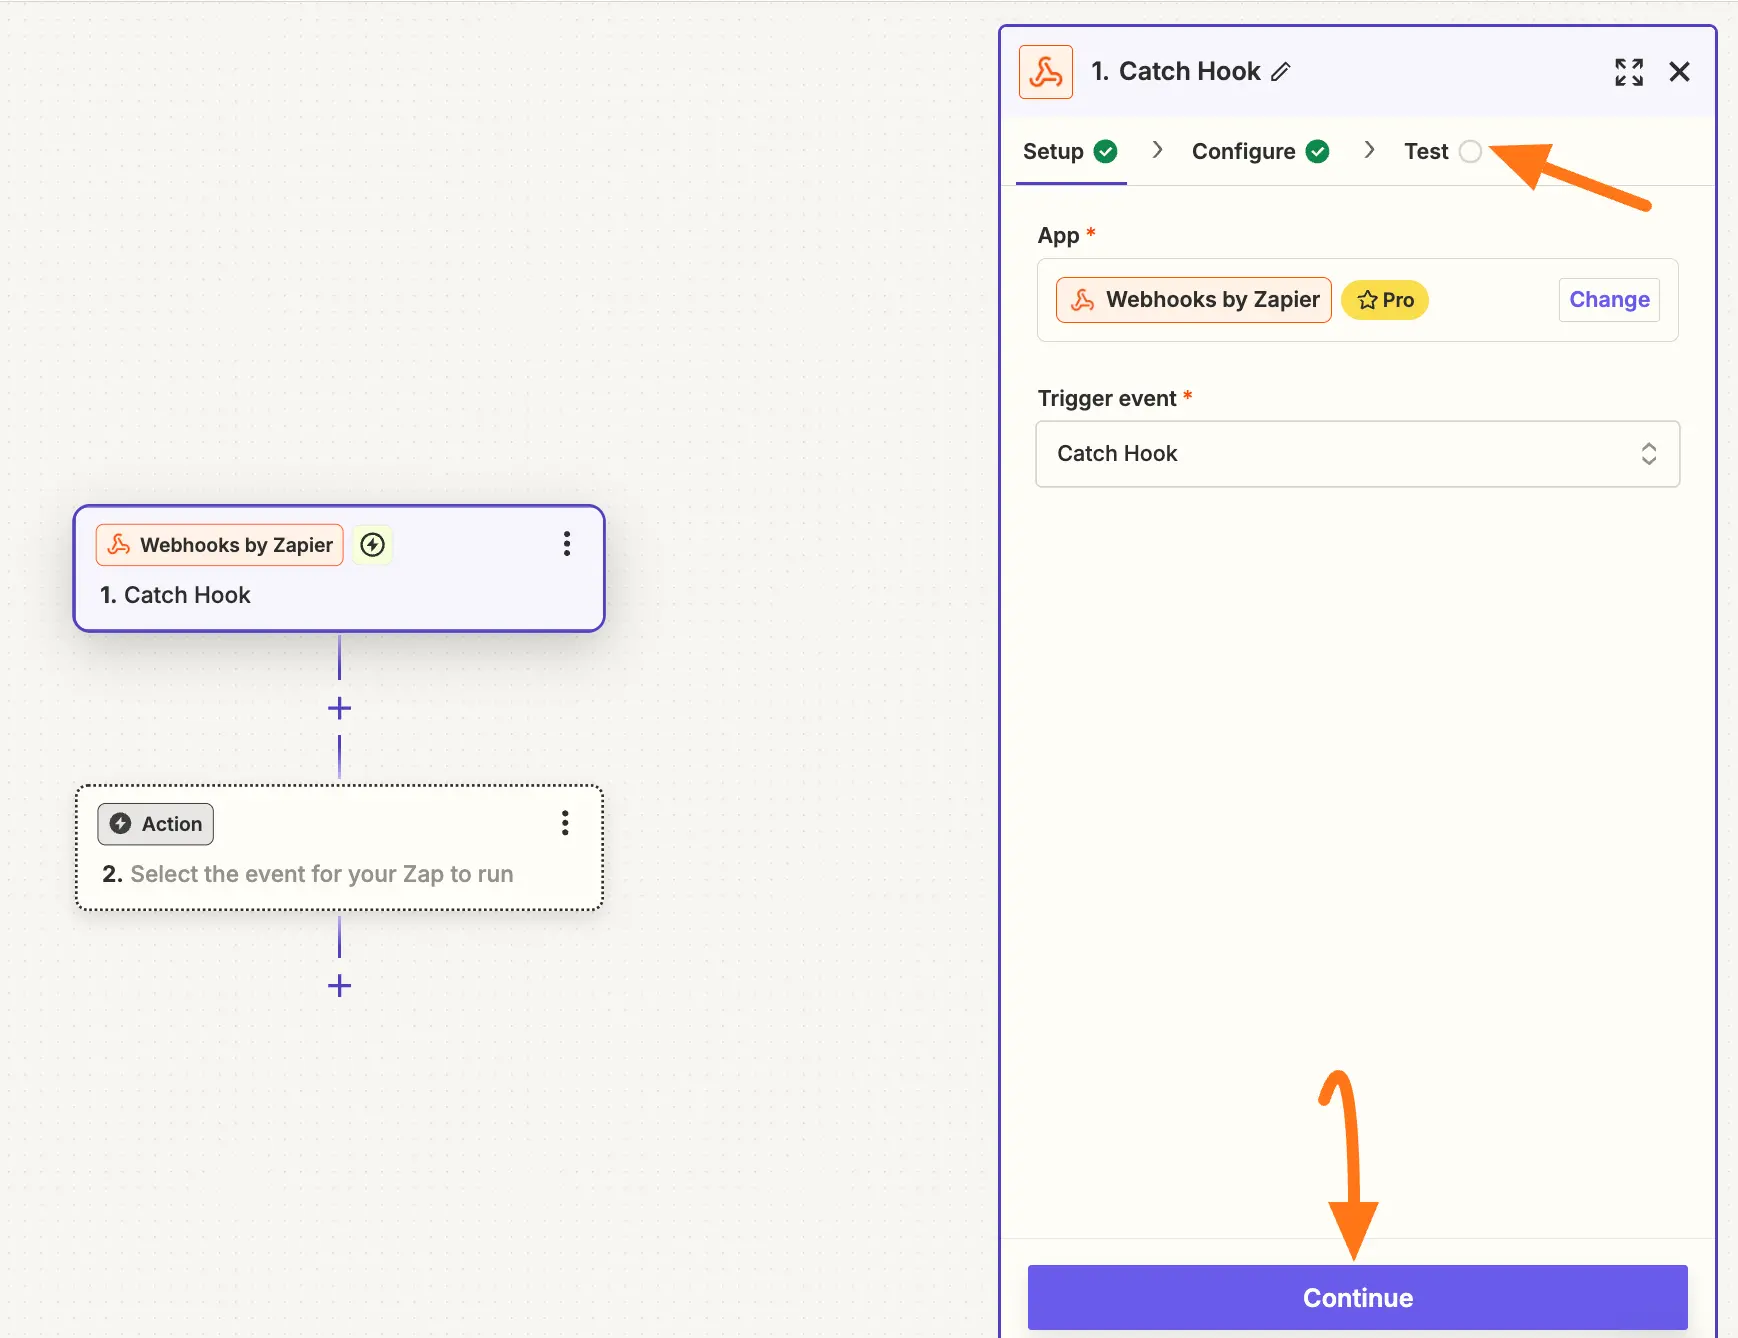 Webhooks by Zapier
1. Catch Hook
Action
2. Select the event for your Zap to run
1. Catch Hook
Setup
Configure
Test
App *
Webhooks by Zapier
Pro
Change
Trigger event *
Catch Hook
Continue